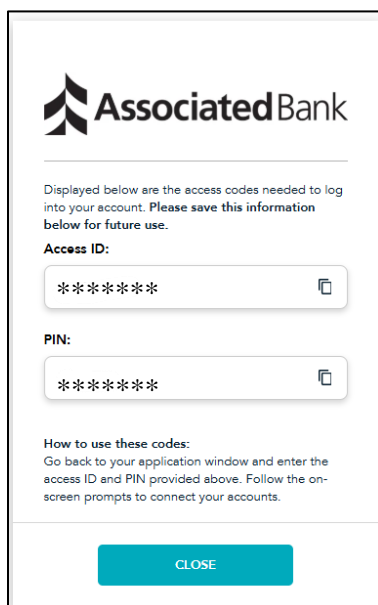 Associated Bank
Displayed below are the access codes needed to log
into your account. Please save this information
below for future use.
Access ID:
*******
PIN:
*******
How to use these codes:
Go back to your application window and enter the
access ID and PIN provided above. Follow the on-
screen prompts to connect your accounts.
CLOSE